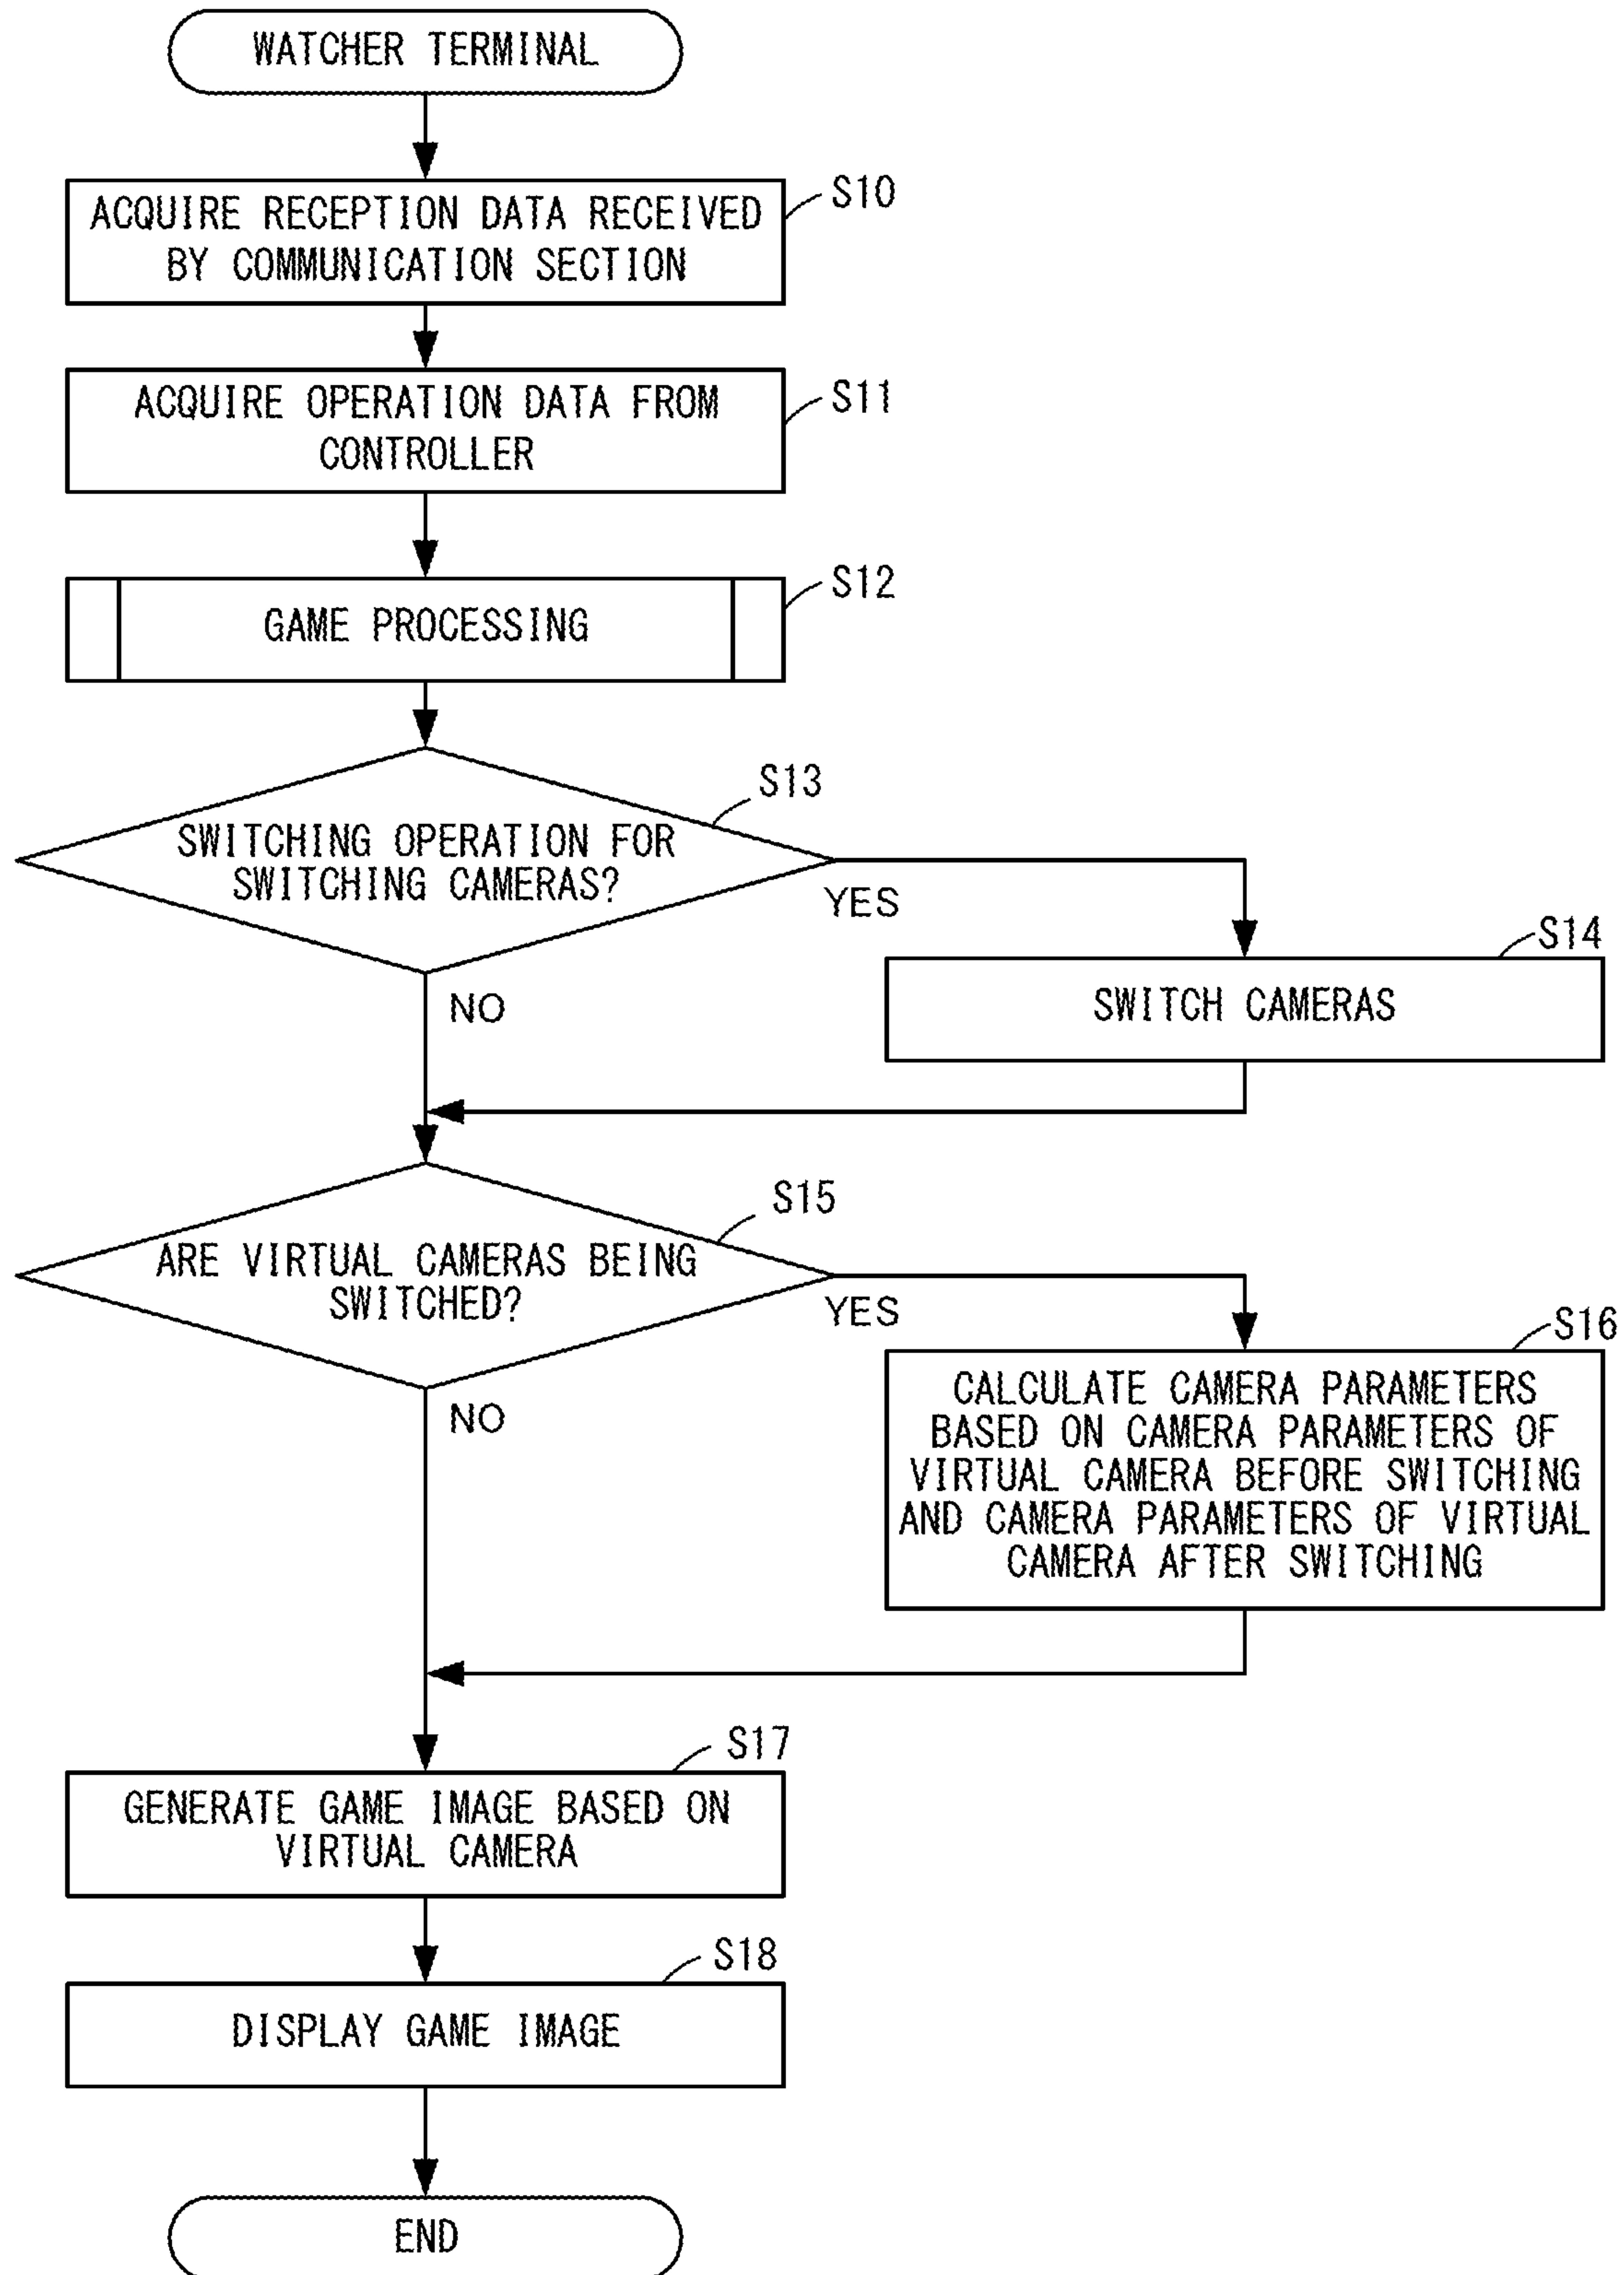 WATCHER TERMINAL
S10
ACQUIRE RECEPTION DATA RECEIVED
BY COMMUNICATION SECTION
S11
ACQUIRE OPERATION DATA FROM
CONTROLLER
S12
GAME PROCESSING
S13
SWITCHING OPERATION FOR
SWITCHING CAMERAS?
YES
NO
S14
SWITCH CAMERAS
S15
ARE VIRTUAL CAMERAS BEING
SWITCHED?
YES
NO
S16
CALCULATE CAMERA PARAMETERS
BASED ON CAMERA PARAMETERS OF
VIRTUAL CAMERA BEFORE SWITCHING
AND CAMERA PARAMETERS OF VIRTUAL
CAMERA AFTER SWITCHING
S17
GENERATE GAME IMAGE BASED ON
VIRTUAL CAMERA
S18
DISPLAY GAME IMAGE
END